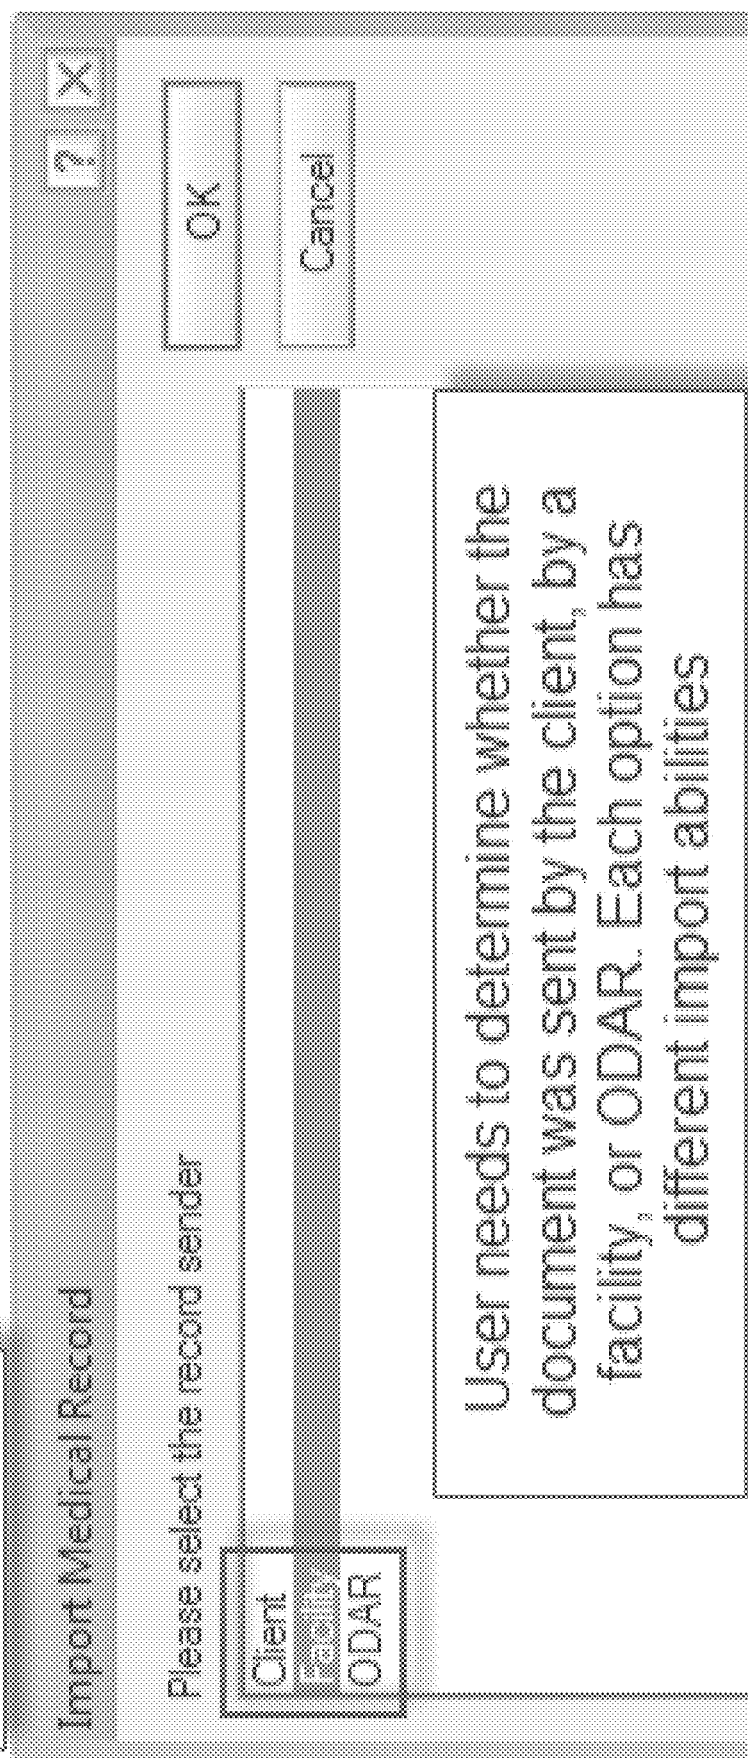 Import Medical Record
? X
Please select the record sender
OK
Cancel
Client
Facility
ODAR
User needs to determine whether the
document was sent by the client, by a
facility, or ODAR. Each option has
different import abilities